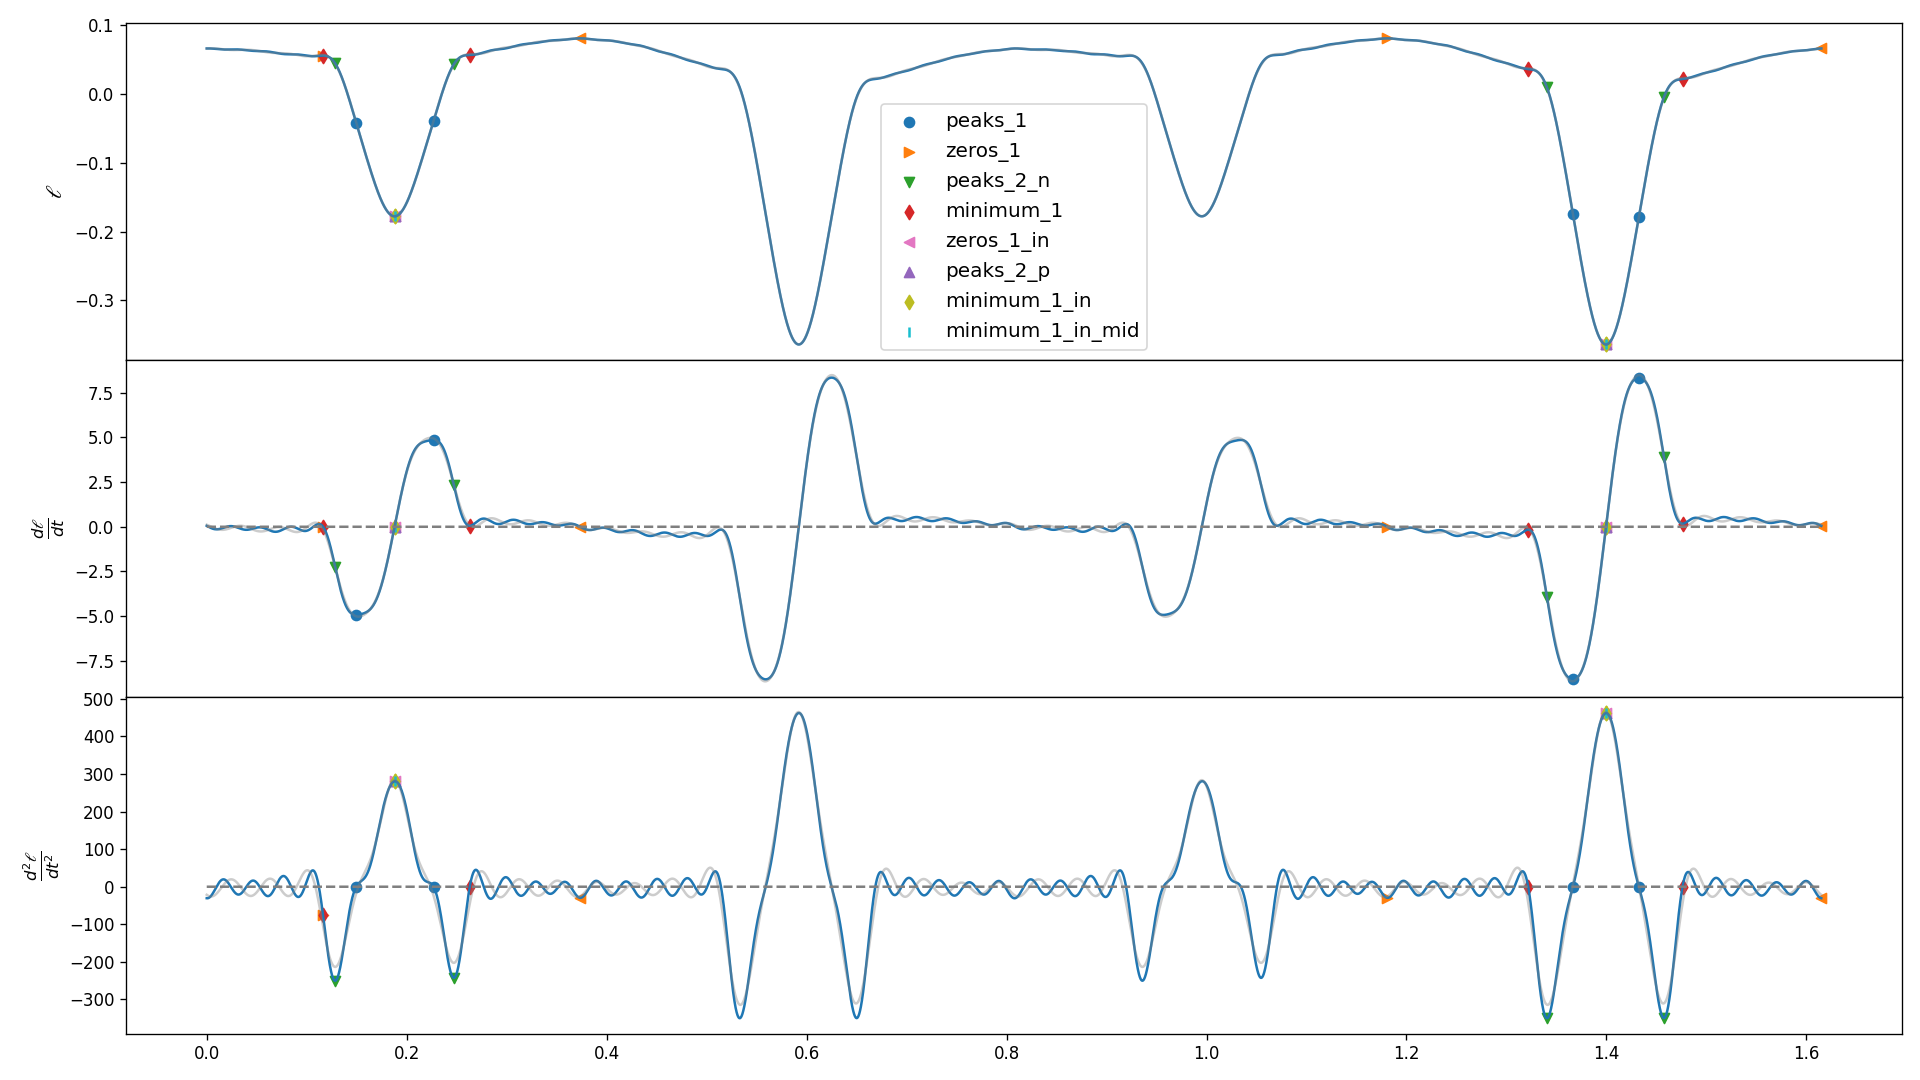 0.1
0.0
−0.1
−0.2
−0.3
ℓ
peaks_1
zeros_1
peaks_2_n
minimum_1
zeros_1_in
peaks_2_p
minimum_1_in
minimum_1_in_mid
7.5
5.0
2.5
0.0
−2.5
−5.0
−7.5
dℓ
dt
500
400
300
200
100
0
−100
−200
−300
d²ℓ
dt²
0.0 0.2 0.4 0.6 0.8 1.0 1.2 1.4 1.6